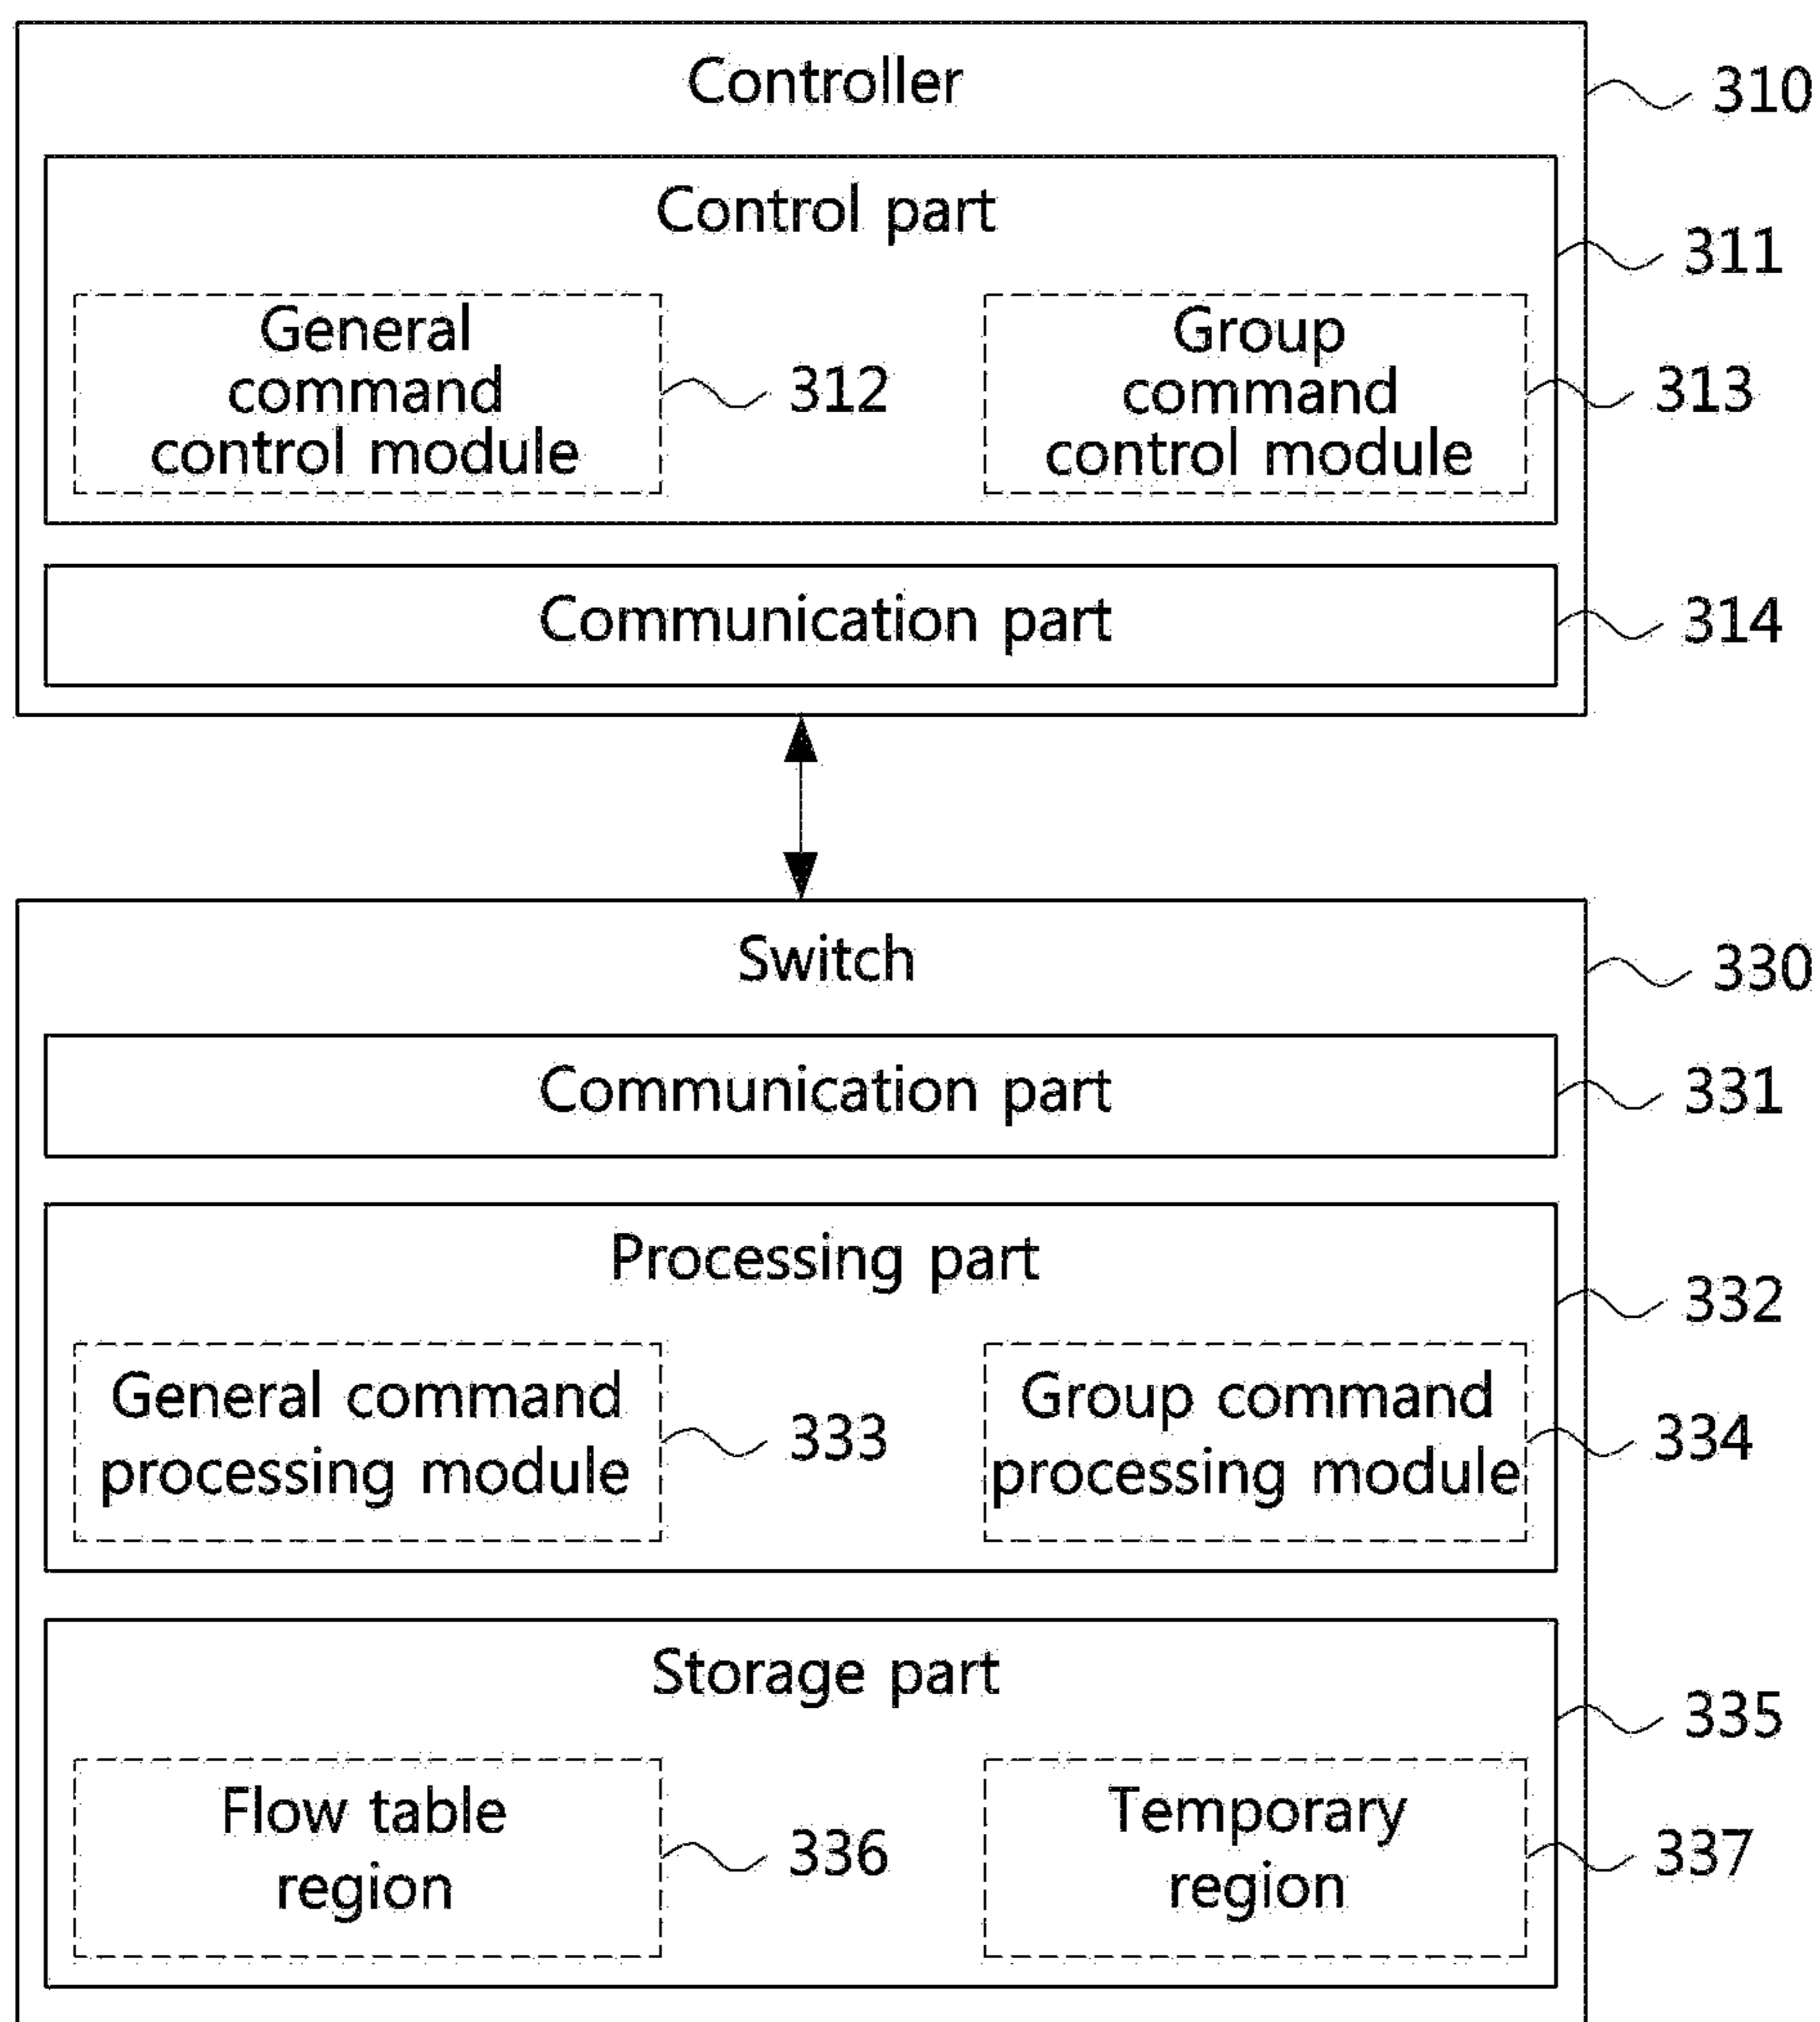 Controller
310
Control part
311
General
command
control module
312
Group
command
control module
313
Communication part
314
Switch
330
Communication part
331
Processing part
332
General command
processing module
333
Group command
processing module
334
Storage part
335
Flow table
region
336
Temporary
region
337